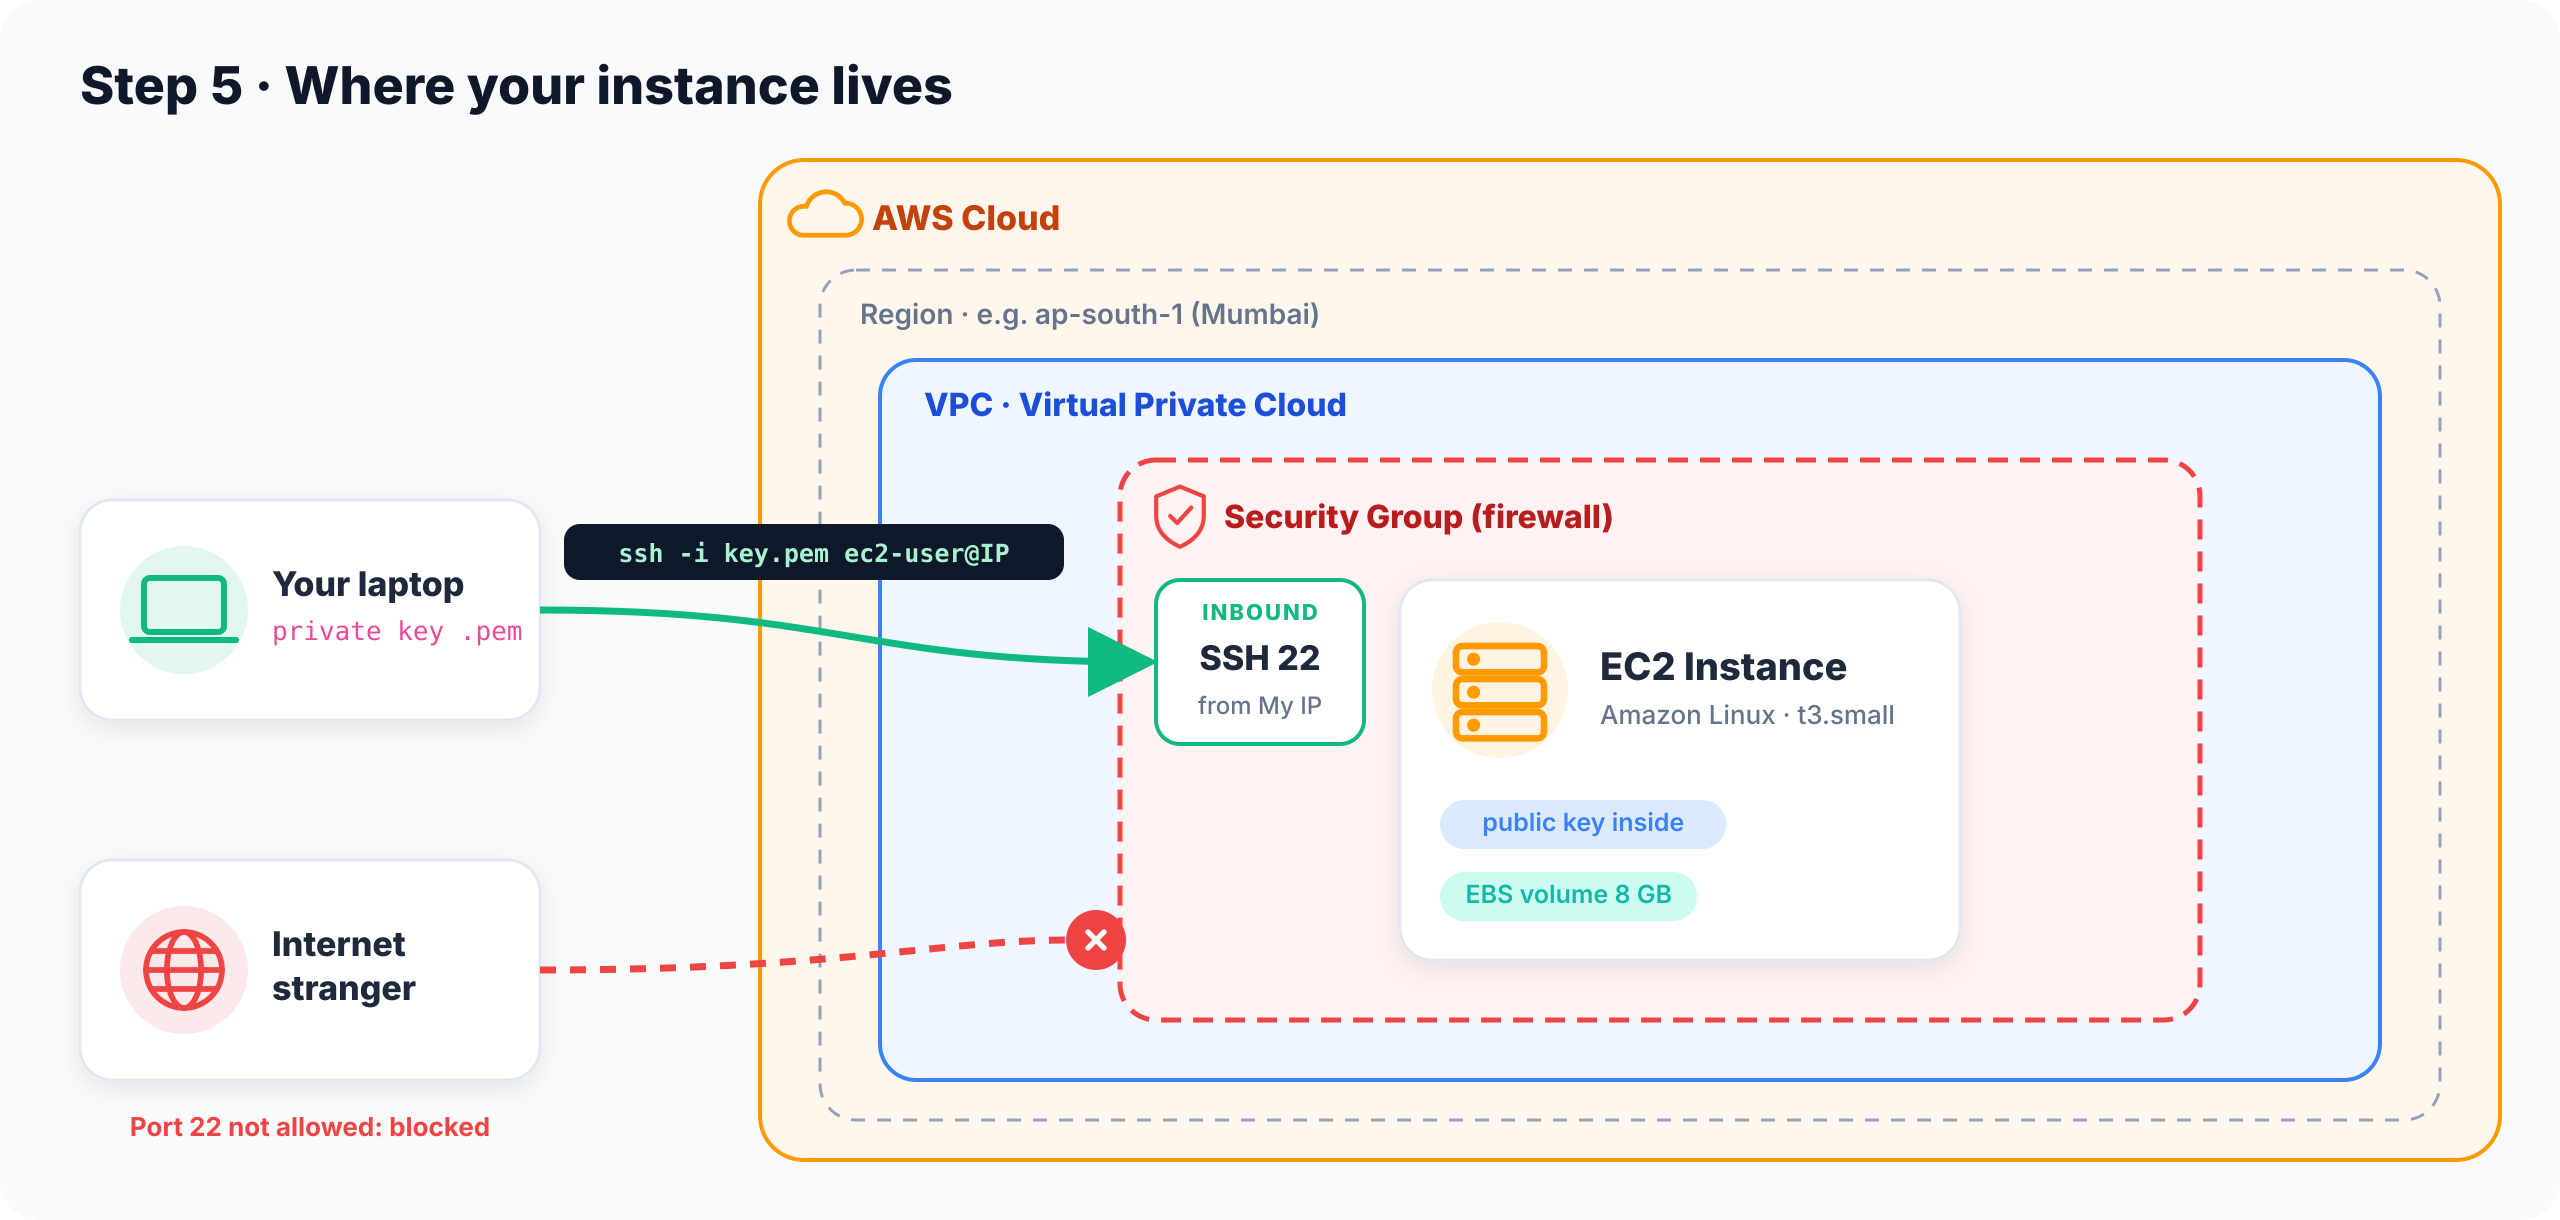 Step 5 · Where your instance lives
AWS Cloud
Region · e.g. ap-south-1 (Mumbai)
VPC · Virtual Private Cloud
Security Group (firewall)
ssh -i key.pem ec2-user@IP
Your laptop
private key .pem
INBOUND
SSH 22
from My IP
EC2 Instance
Amazon Linux · t3.small
public key inside
EBS volume 8 GB
Internet
stranger
Port 22 not allowed: blocked